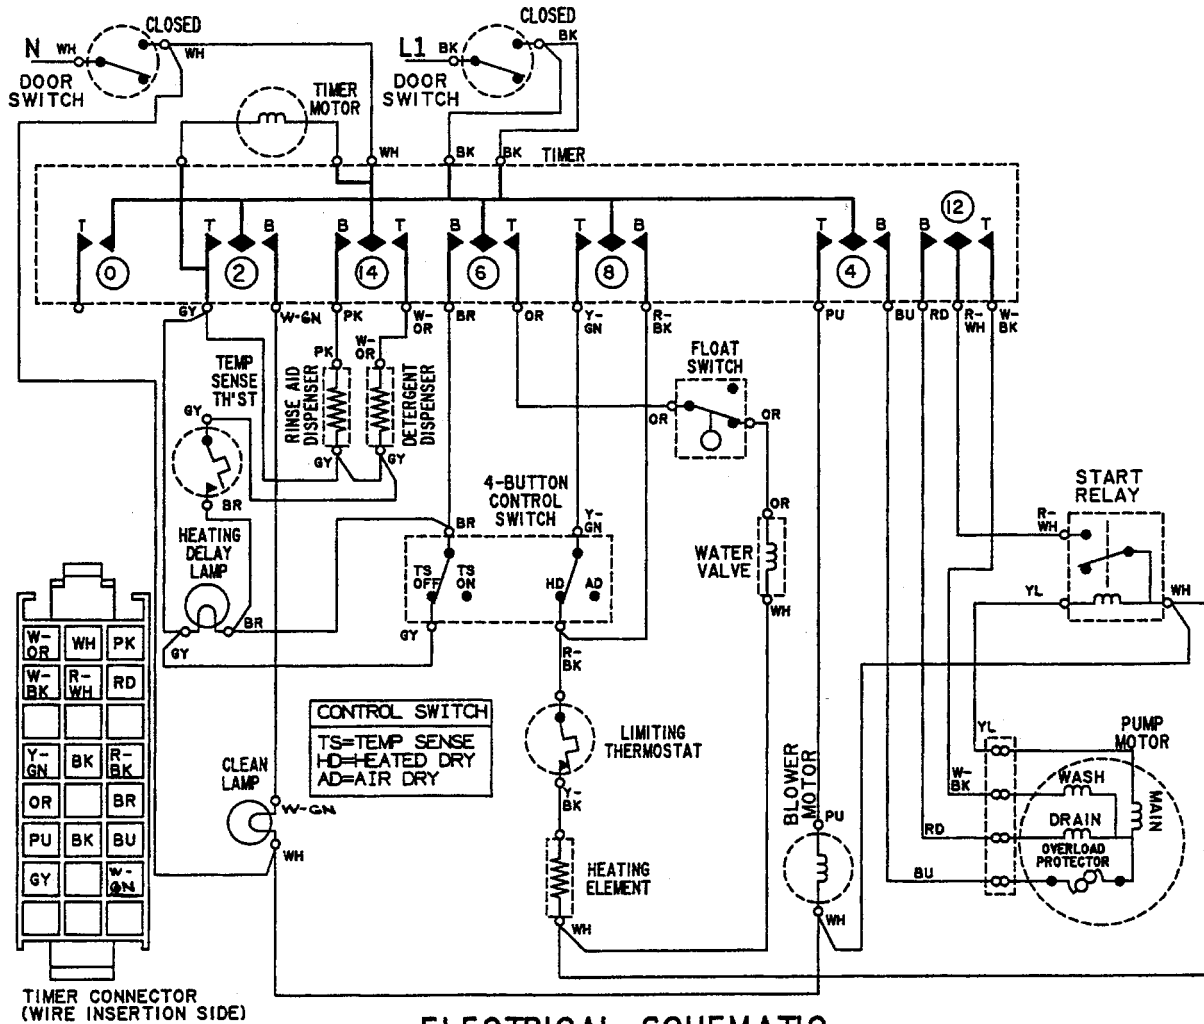 CLOSED
CLOSED
N WH
WH
L1 BK
BK
DOOR
SWITCH
DOOR
SWITCH
TIMER
MOTOR
WH
BK
BK
TIMER
T
T
B
B
T
B
T
B
T
T
B
B
T
12
0
2
14
6
8
4
GY
W-GN
PK
W-
OR
BR
OR
Y-
GN
R-
BK
PU
BU
RD
R-
WH
W-
BK
TEMP
SENSE
TH'ST
PK
W-
OR
RINSE AID
DISPENSER
DETERGENT
DISPENSER
FLOAT
SWITCH
OR
OR
GY
GY
GY
BR
4-BUTTON
CONTROL
SWITCH
BR
Y-
GN
OR
START
RELAY
R-
WH
HEATING
DELAY
LAMP
TS
OFF
TS
ON
HD
AD
WATER
VALVE
WH
YL
WH
BR
GY
GY
R-
BK
W-
OR
WH
PK
W-
BK
R-
WH
RD
Y-
GN
BK
R-
BK
OR
BR
PU
BK
BU
GY
W-
GN
CONTROL SWITCH
TS=TEMP SENSE
HD=HEATED DRY
AD=AIR DRY
LIMITING
THERMOSTAT
Y-
BK
CLEAN
LAMP
W-GN
WH
BLOWER
MOTOR
PU
WH
YL
PUMP
MOTOR
W-
BK
WASH
MAIN
RD
DRAIN
OVERLOAD
PROTECTOR
BU
HEATING
ELEMENT
WH
TIMER CONNECTOR
(WIRE INSERTION SIDE)
ELECTRICAL SCHEMATIC